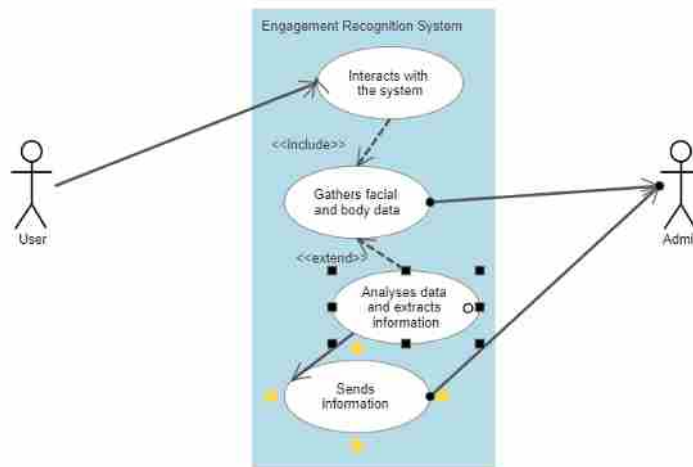 Engagement Recognition System
Interacts with
the system
<<include>>
Gathers facial
and body data
User
Admi
<<extend>>
Analyses data
and extracts
information
Sends
Information